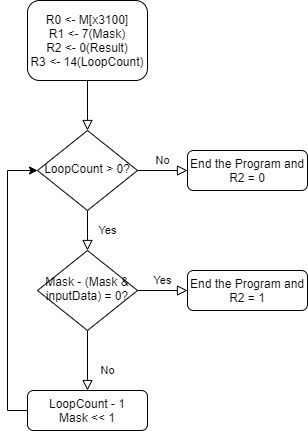 R0 <- M[x3100]
R1 <- 7(Mask)
R2 <- 0(Result)
R3 <- 14(LoopCount)
LoopCount > 0?
No
End the Program and
R2 = 0
Yes
Mask - (Mask &
inputData) = 0?
Yes
End the Program and
R2 = 1
No
LoopCount - 1
Mask << 1